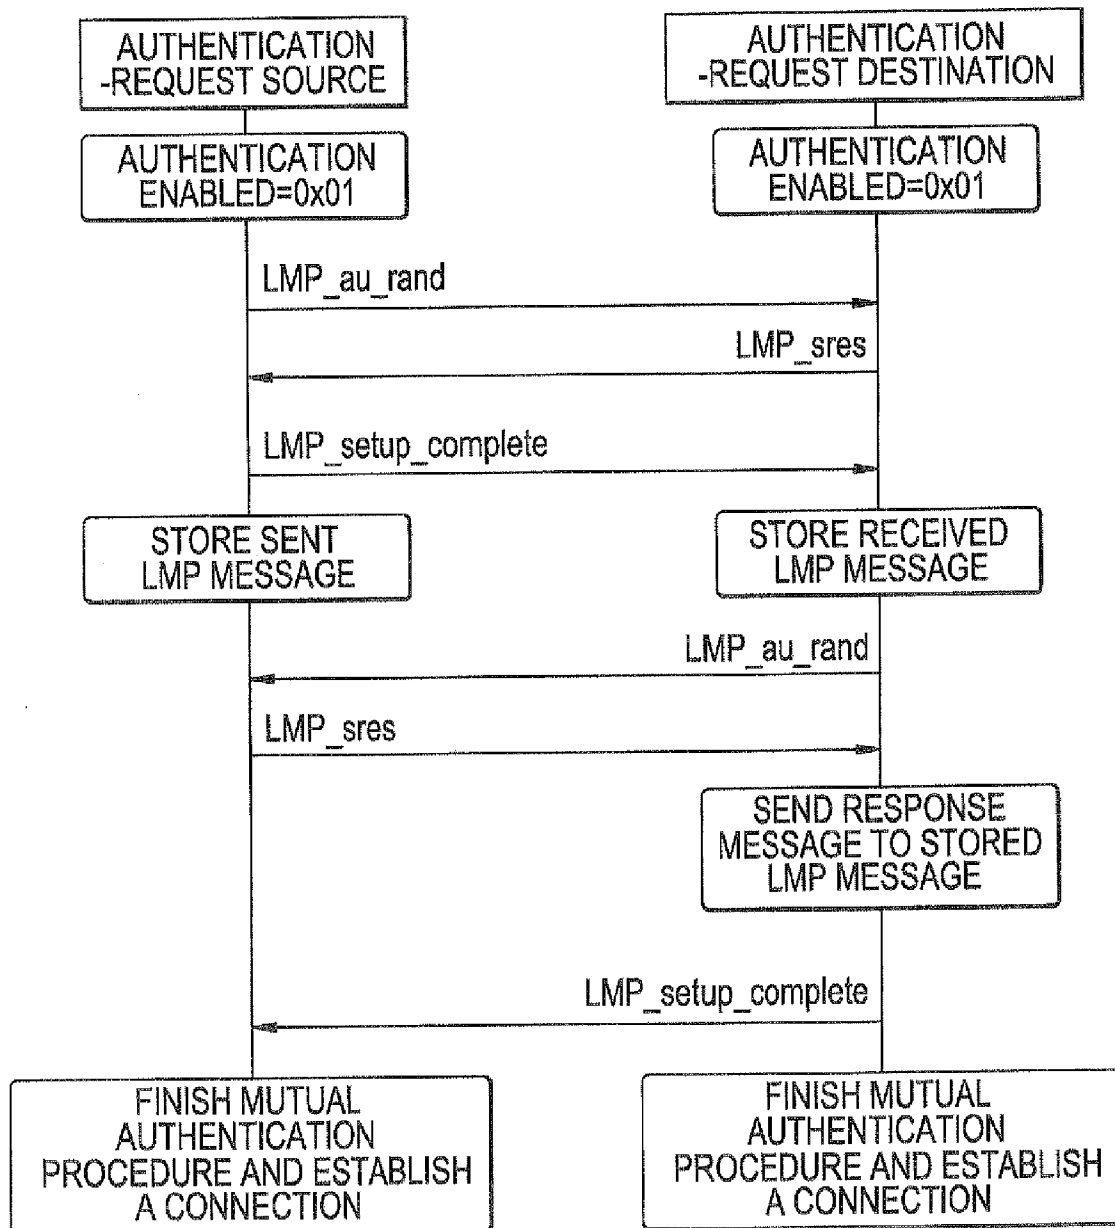 AUTHENTICATION
-REQUEST SOURCE
AUTHENTICATION
-REQUEST DESTINATION
AUTHENTICATION
ENABLED=0x01
AUTHENTICATION
ENABLED=0x01
LMP_au_rand
LMP_sres
LMP_setup_complete
STORE SENT
LMP MESSAGE
STORE RECEIVED
LMP MESSAGE
LMP_au_rand
LMP_sres
SEND RESPONSE
MESSAGE TO STORED
LMP MESSAGE
LMP_setup_complete
FINISH MUTUAL
AUTHENTICATION
PROCEDURE AND ESTABLISH
A CONNECTION
FINISH MUTUAL
AUTHENTICATION
PROCEDURE AND ESTABLISH
A CONNECTION